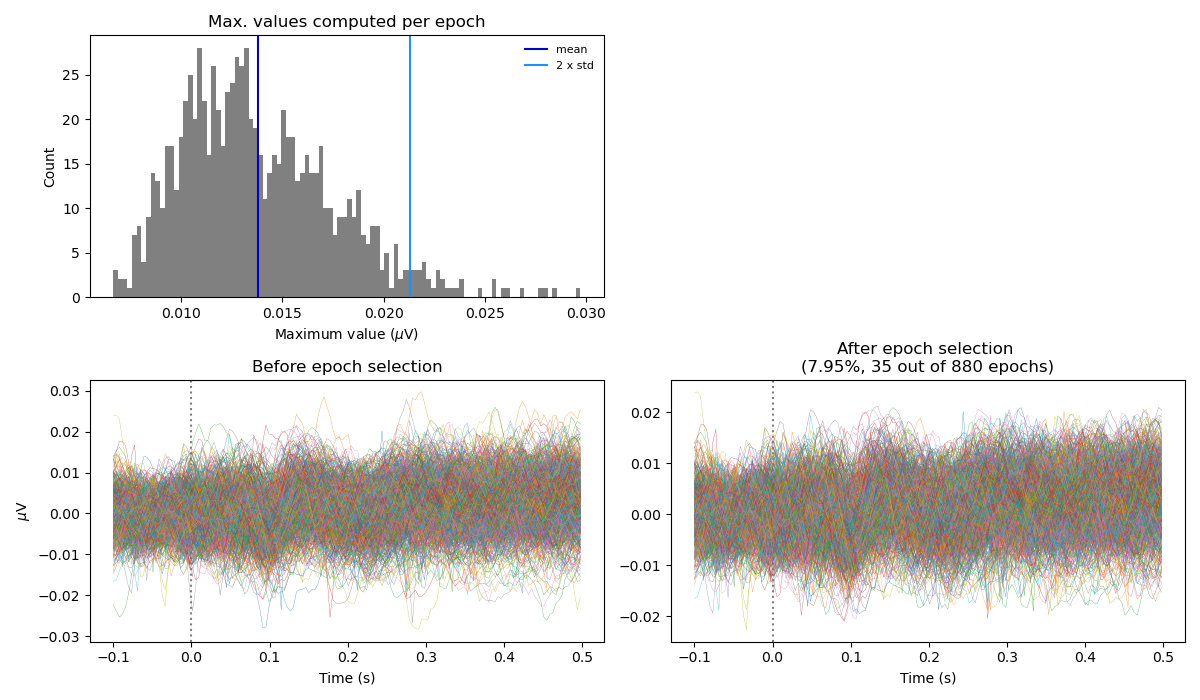 Max. values computed per epoch
mean
2 x std
Count
25
20
15
10
5
0
0.010 0.015 0.020 0.025 0.030
Maximum value (μV)
Before epoch selection
μV
0.03
0.02
0.01
0.00
−0.01
−0.02
−0.03
−0.1 0.0 0.1 0.2 0.3 0.4 0.5
Time (s)
After epoch selection
(7.95%, 35 out of 880 epochs)
0.02
0.01
0.00
−0.01
−0.02
−0.1 0.0 0.1 0.2 0.3 0.4 0.5
Time (s)